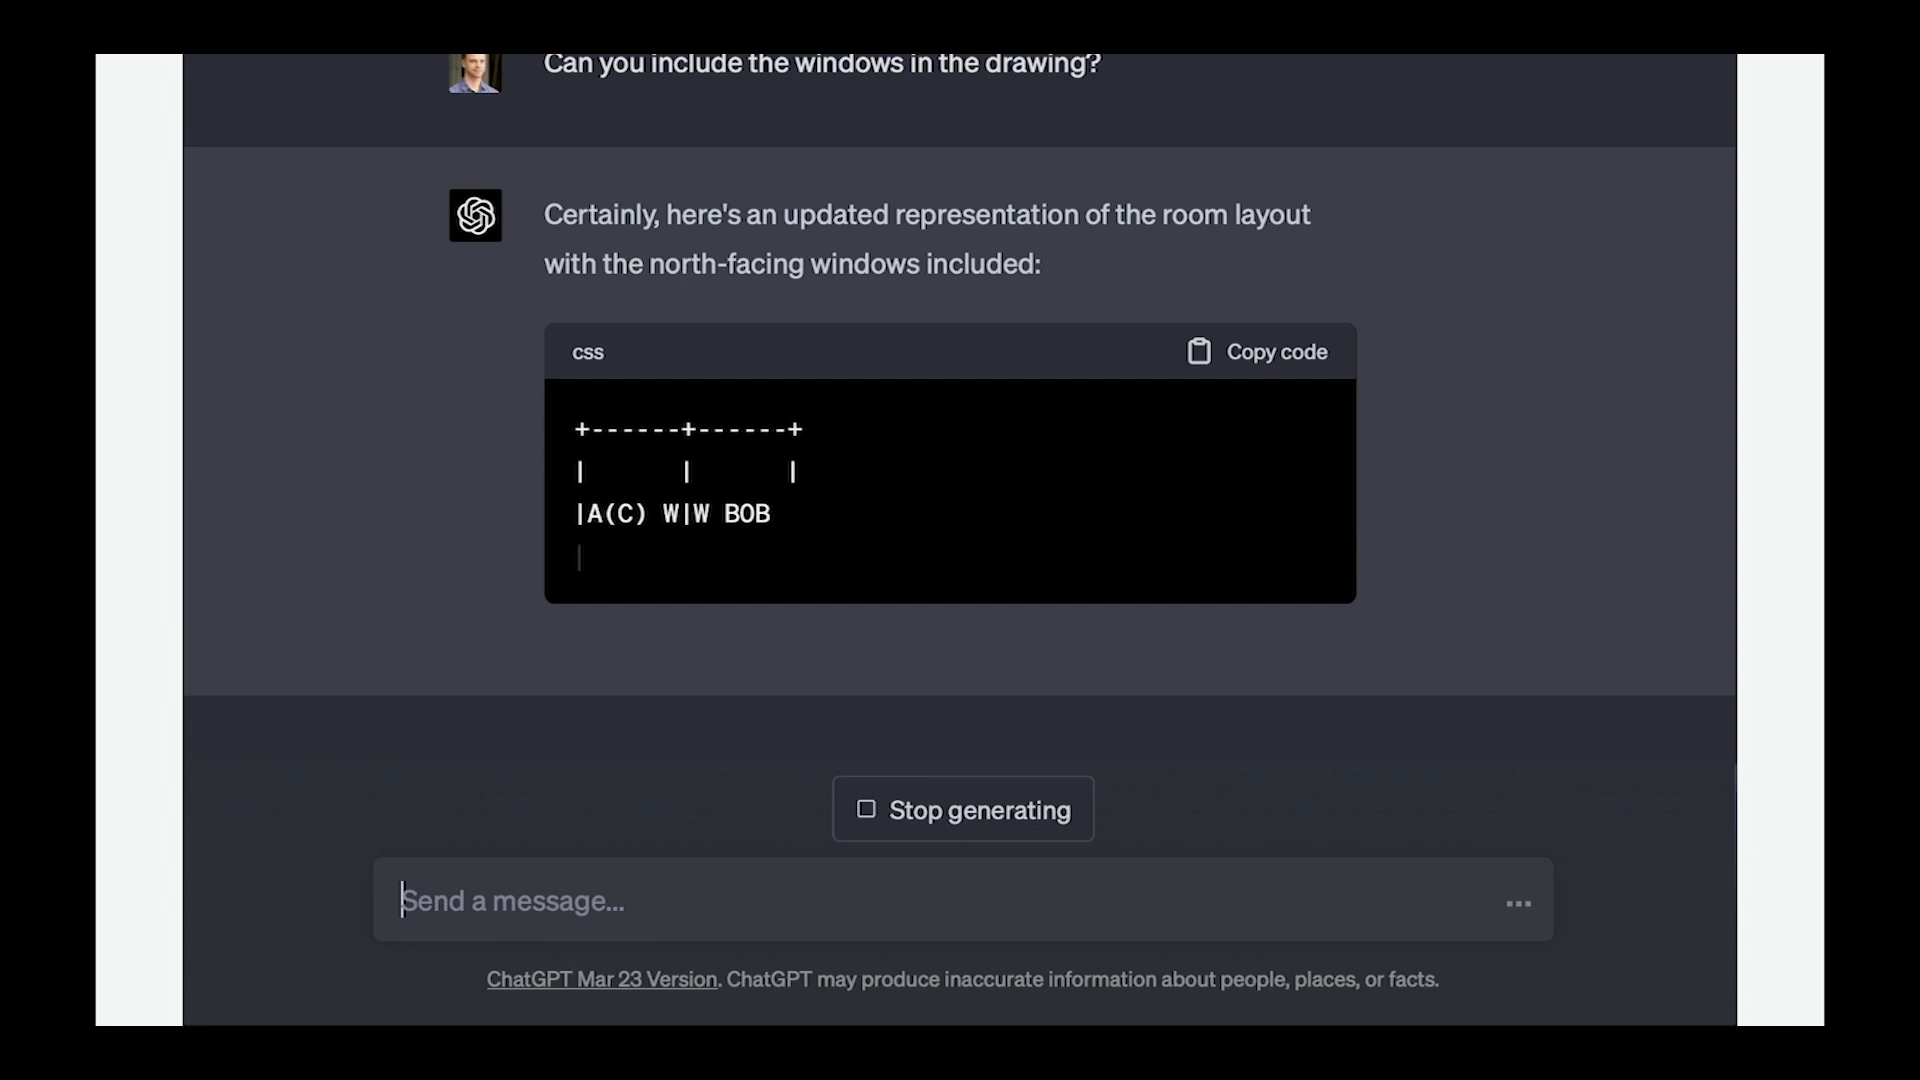 Can you include the windows in the drawing?
Certainly, here's an updated representation of the room layout
with the north-facing windows included:
css
Copy code
+------+------+
|      |      |
|A(C) W|W BOB
|
Stop generating
Send a message...
ChatGPT Mar 23 Version. ChatGPT may produce inaccurate information about people, places, or facts.